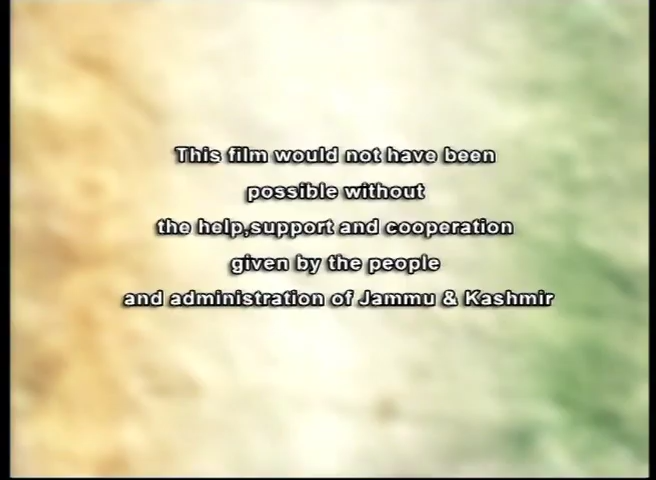 This film would not have been
possible without
the help,support and cooperation
given by the people
and administration of Jammu & Kashmir